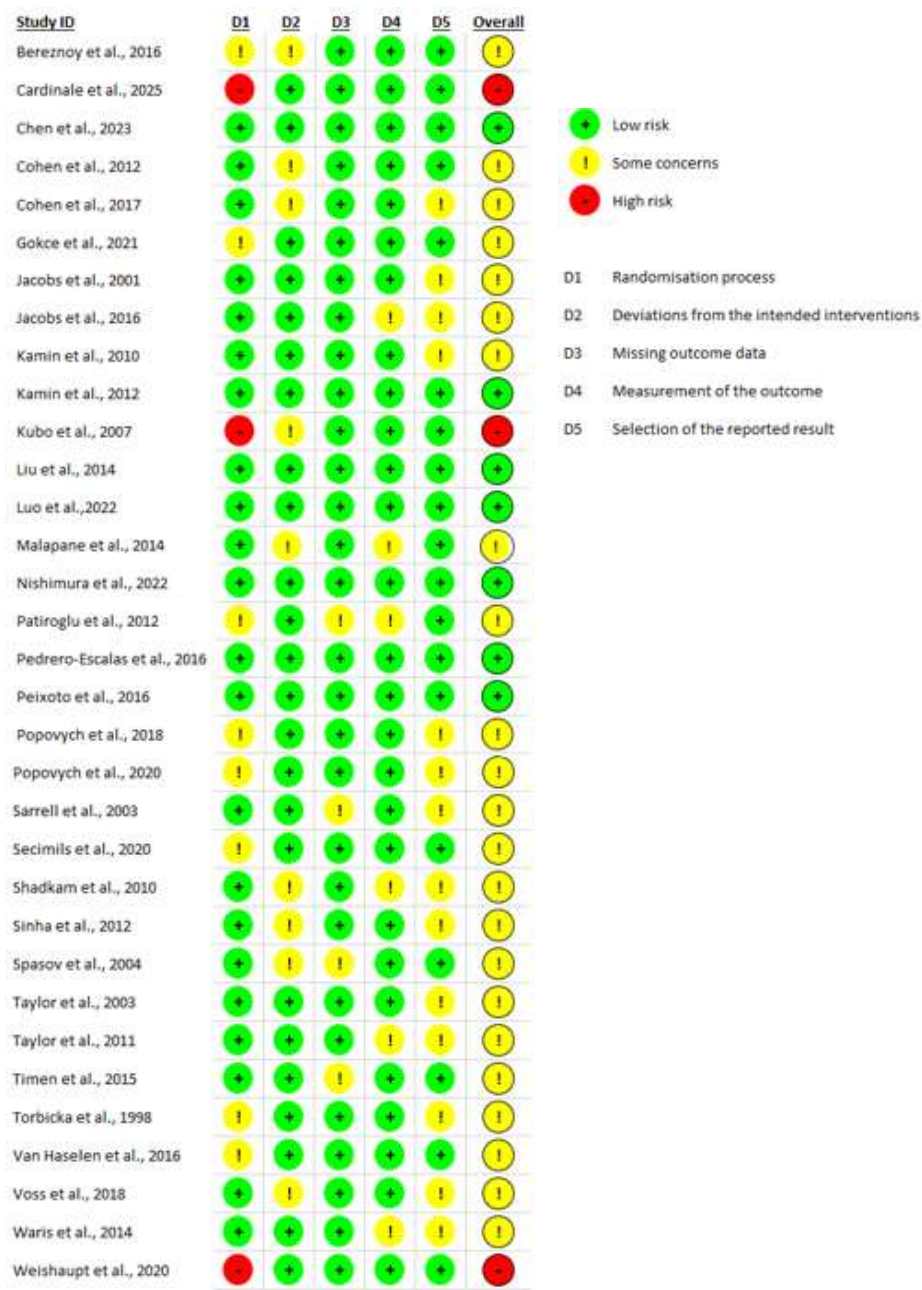 Study ID D1 D2 D3 D4 D5 Overall
Bereznoy et al., 2016 ! ! + + + !
Cardinale et al., 2025 - + + + + -
Chen et al., 2023 + + + + + +
Cohen et al., 2012 + ! + + + !
Cohen et al., 2017 + ! + + ! !
Gokce et al., 2021 ! + + + + !
Jacobs et al., 2001 + + + + ! !
Jacobs et al., 2016 + + + ! ! !
Kamin et al., 2010 + + + + ! !
Kamin et al., 2012 + + + + + +
Kubo et al., 2007 - ! + + + -
Liu et al., 2014 + + + + + +
Luo et al.,2022 + + + + + +
Malapane et al., 2014 + ! + ! + !
Nishimura et al., 2022 + + + + + +
Patiroglu et al., 2012 ! + ! ! + !
Pedrero-Escalas et al., 2016 + + + + + +
Peixoto et al., 2016 + + + + + +
Popovych et al., 2018 ! + + + ! !
Popovych et al., 2020 ! + + + ! !
Sarrell et al., 2003 + + ! + ! !
Secimils et al., 2020 ! + + + + !
Shadkam et al., 2010 + ! + ! ! !
Sinha et al., 2012 + ! + + ! !
Spasov et al., 2004 + ! ! + + !
Taylor et al., 2003 + + + + ! !
Taylor et al., 2011 + + + ! ! !
Timen et al., 2015 + + ! + + !
Torbicka et al., 1998 ! + + + ! !
Van Haselen et al., 2016 ! + + + + !
Voss et al., 2018 + ! + + ! !
Waris et al., 2014 + + + ! ! !
Weishaupt et al., 2020 - + + + + -
+ Low risk
! Some concerns
- High risk
D1 Randomisation process
D2 Deviations from the intended interventions
D3 Missing outcome data
D4 Measurement of the outcome
D5 Selection of the reported result